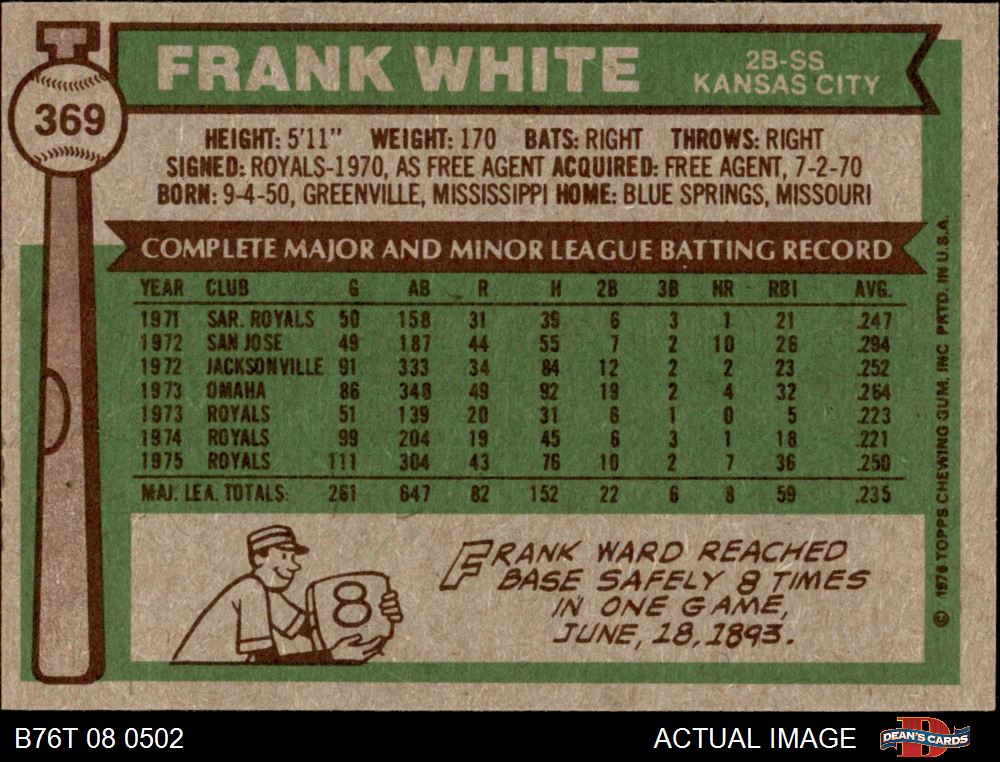 369
FRANK WHITE
2B-SS
KANSAS CITY
HEIGHT: 5'11" WEIGHT: 170 BATS: RIGHT THROWS: RIGHT
SIGNED: ROYALS-1970, AS FREE AGENT ACQUIRED: FREE AGENT, 7-2-70
BORN: 9-4-50, GREENVILLE, MISSISSIPPI HOME: BLUE SPRINGS, MISSOURI
COMPLETE MAJOR AND MINOR LEAGUE BATTING RECORD
YEAR CLUB G AB R H 2B 3B HR RBI AVG.
1971 SAR. ROYALS 50 158 31 39 6 3 1 21 .247
1972 SAN JOSE 49 187 44 55 7 2 10 26 .294
1972 JACKSONVILLE 91 333 34 84 12 2 2 23 .252
1973 OMAHA 86 348 49 92 19 2 4 32 .264
1973 ROYALS 51 139 20 31 6 1 0 5 .223
1974 ROYALS 99 204 19 45 6 3 1 18 .221
1975 ROYALS 111 304 43 76 10 2 7 36 .250
MAJ. LEA. TOTALS: 261 647 82 152 22 6 8 59 .235
8
FRANK WARD REACHED
BASE SAFELY 8 TIMES
IN ONE GAME,
JUNE, 18, 1893.
© 1976 TOPPS CHEWING GUM, INC. PRTD. IN U.S.A.
B76T 08 0502
ACTUAL IMAGE
D
DEAN'S CARDS